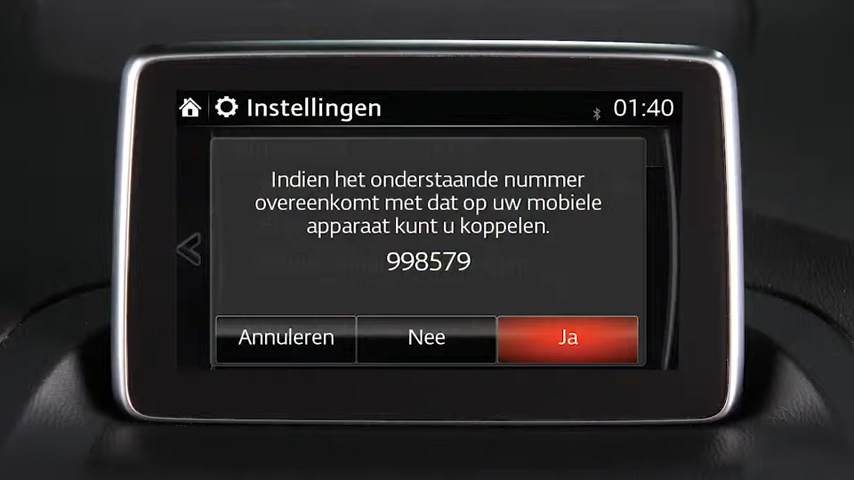 Instellingen 01:40
Indien het onderstaande nummer
overeenkomt met dat op uw mobiele
apparaat kunt u koppelen.
998579
Annuleren Nee Ja